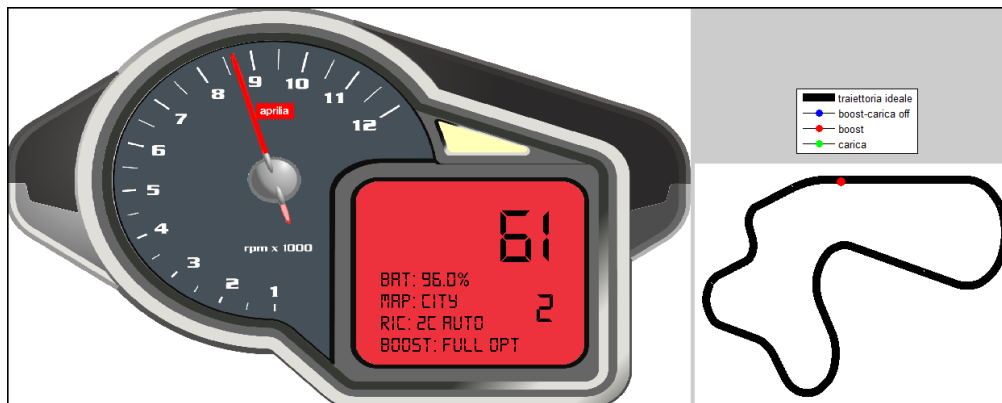 8
9
10
11
12
7
6
5
4
3
2
1
aprilia
rpm x 1000
61
BAT: 96.0%
MAP: CITY
2
RIC: 2C AUTO
BOOST: FULL OPT
traiettoria ideale
boost-carica off
boost
carica